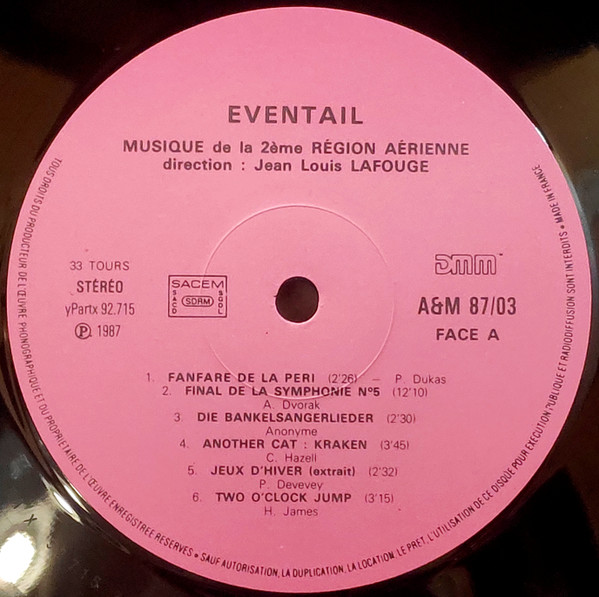 EVENTAIL
MUSIQUE de la 2ème RÉGION AÉRIENNE
direction : Jean Louis LAFOUGE
33 TOURS
STÉRÉO
yPartx 92.715
Ⓟ 1987
SACEM
SACD
SDRM
SGDL
DMM
A&M 87/03
FACE A
1. FANFARE DE LA PERI (2'26) – P. Dukas
2. FINAL DE LA SYMPHONIE N°5 (12'10)
A. Dvorak
3. DIE BANKELSANGERLIEDER (2'30)
Anonyme
4. ANOTHER CAT : KRAKEN (3'45)
C. Hazell
5. JEUX D'HIVER (extrait) (2'32)
P. Devevey
6. TWO O'CLOCK JUMP (3'15)
H. James
TOUS DROITS DU PRODUCTEUR DE L'ŒUVRE PHONOGRAPHIQUE ET DU PROPRIETAIRE DE L'ŒUVRE ENREGISTREE RESERVES • SAUF AUTORISATION, LA DUPLICATION, LA LOCATION, LE PRET, L'UTILISATION DE CE DISQUE POUR EXECUTION PUBLIQUE ET RADIODIFFUSION SONT INTERDITS • MADE IN FRANCE